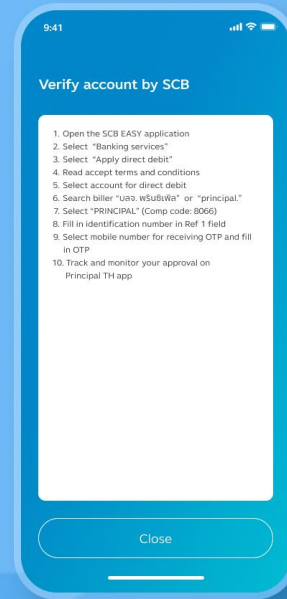 9:41
Verify account by SCB
1. Open the SCB EASY application
2. Select "Banking services"
3. Select "Apply direct debit"
4. Read accept terms and conditions
5. Select account for direct debit
6. Search biller "บลจ. พรินซิเพิล" or "principal."
7. Select "PRINCIPAL" (Comp code: 8066)
8. Fill in identification number in Ref 1 field
9. Select mobile number for receiving OTP and fill
in OTP
10. Track and monitor your approval on
Principal TH app
Close